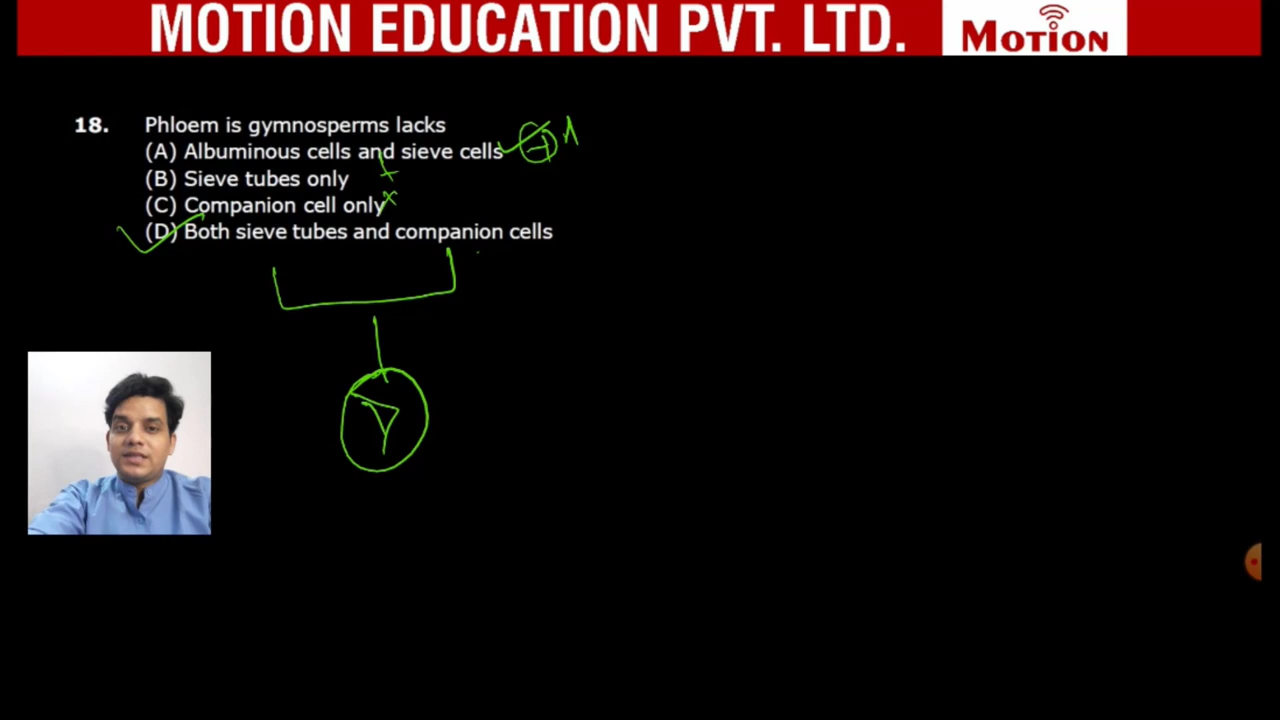 MOTION EDUCATION PVT. LTD.
MOTION
18. Phloem is gymnosperms lacks
(A) Albuminous cells and sieve cells
(B) Sieve tubes only
(C) Companion cell only
(D) Both sieve tubes and companion cells